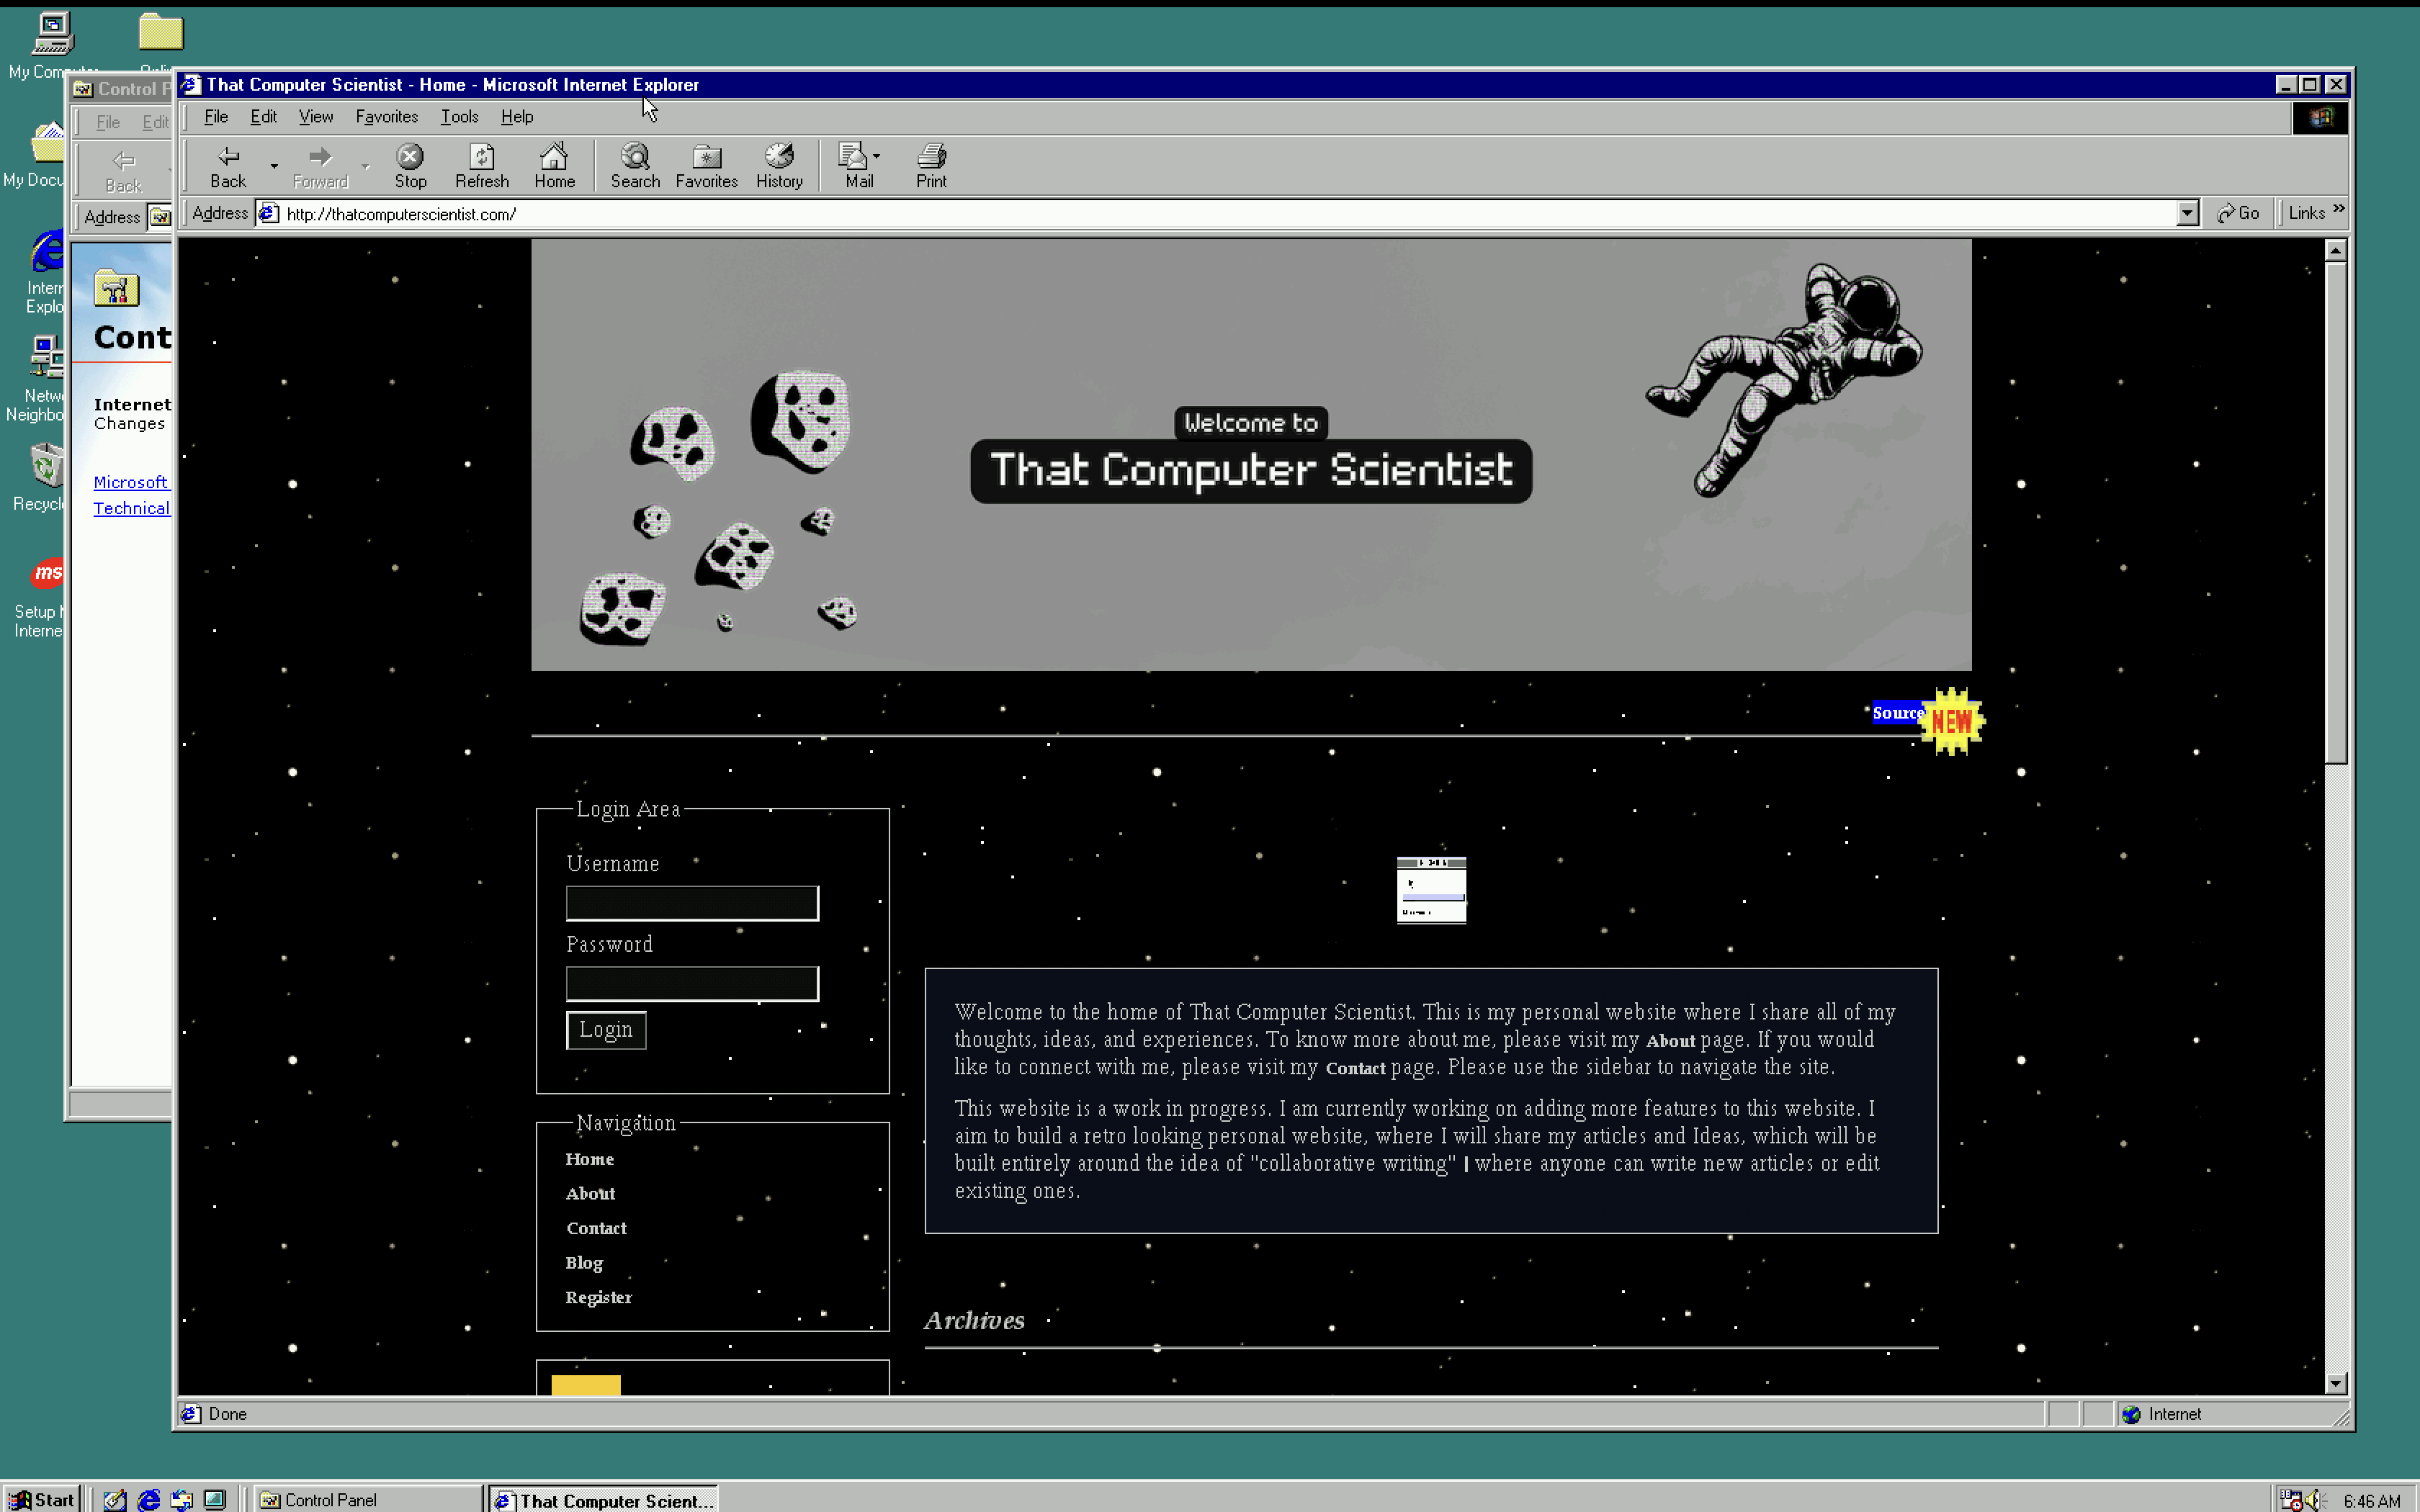 My Comp
That Computer Scientist - Home - Microsoft Internet Explorer
Control P
File Edit View Favorites Tools Help
File Edit
Back Forward Stop Refresh Home Search Favorites History Mail Print
Back
My Docu
Address http://thatcomputerscientist.com/ Go Links »
Address
Intern
Explo
Cont
Netw
Neighbo
Internet
Changes
Microsoft
Technical
Recycl
ms
Setup
Interne
Welcome to
That Computer Scientist
Source NEW
Login Area
Username
Password
Login
Welcome to the home of That Computer Scientist. This is my personal website where I share all of my
thoughts, ideas, and experiences. To know more about me, please visit my About page. If you would
like to connect with me, please visit my Contact page. Please use the sidebar to navigate the site.
This website is a work in progress. I am currently working on adding more features to this website. I
aim to build a retro looking personal website, where I will share my articles and Ideas, which will be
built entirely around the idea of "collaborative writing" | where anyone can write new articles or edit
existing ones.
Navigation
Home
About
Contact
Blog
Register
Archives
Done
Internet
Start Control Panel That Computer Scient... 6:46 AM